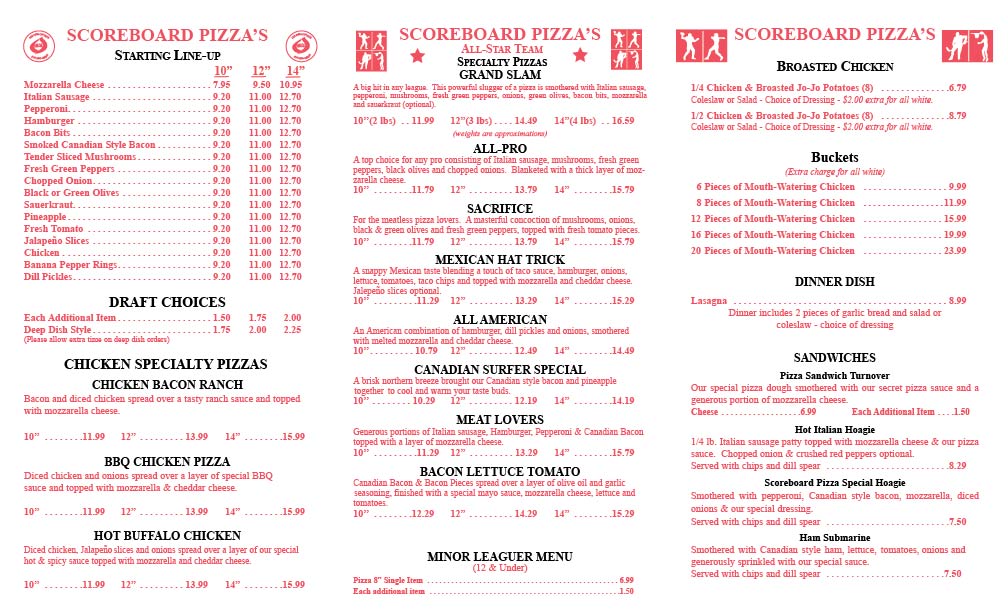 SCOREBOARD PIZZA'S
STARTING LINE-UP
10” 12” 14”
Mozzarella Cheese 7.95 9.50 10.95
Italian Sausage 9.20 11.00 12.70
Pepperoni 9.20 11.00 12.70
Hamburger 9.20 11.00 12.70
Bacon Bits 9.20 11.00 12.70
Smoked Canadian Style Bacon 9.20 11.00 12.70
Tender Sliced Mushrooms 9.20 11.00 12.70
Fresh Green Peppers 9.20 11.00 12.70
Chopped Onion 9.20 11.00 12.70
Black or Green Olives 9.20 11.00 12.70
Sauerkraut 9.20 11.00 12.70
Pineapple 9.20 11.00 12.70
Fresh Tomato 9.20 11.00 12.70
Jalapeño Slices 9.20 11.00 12.70
Chicken 9.20 11.00 12.70
Banana Pepper Rings 9.20 11.00 12.70
Dill Pickles 9.20 11.00 12.70
DRAFT CHOICES
Each Additional Item 1.50 1.75 2.00
Deep Dish Style 1.75 2.00 2.25
(Please allow extra time on deep dish orders)
CHICKEN SPECIALTY PIZZAS
CHICKEN BACON RANCH
Bacon and diced chicken spread over a tasty ranch sauce and topped
with mozzarella cheese.
10” ........11.99 12” ......... 13.99 14” .........15.99
BBQ CHICKEN PIZZA
Diced chicken and onions spread over a layer of special BBQ
sauce and topped with mozzarella & cheddar cheese.
10” ........11.99 12” ......... 13.99 14” .........15.99
HOT BUFFALO CHICKEN
Diced chicken, Jalapeño slices and onions spread over a layer of our special
hot & spicy sauce topped with mozzarella and cheddar cheese.
10” ........11.99 12” ......... 13.99 14” .........15.99
SCOREBOARD PIZZA'S
ALL-STAR TEAM
SPECIALTY PIZZAS
GRAND SLAM
A big hit in any league. This powerful slugger of a pizza is smothered with Italian sausage,
pepperoni, mushrooms, fresh green peppers, onions, green olives, bacon bits, mozzarella
and sauerkraut (optional).
10”(2 lbs) .. 11.99 12”(3 lbs) .... 14.49 14”(4 lbs) .. 16.59
(weights are approximations)
ALL-PRO
A top choice for any pro consisting of Italian sausage, mushrooms, fresh green
peppers, black olives and chopped onions. Blanketed with a thick layer of moz-
zarella cheese.
10” ........11.79 12” ......... 13.79 14” .........15.79
SACRIFICE
For the meatless pizza lovers. A masterful concoction of mushrooms, onions,
black & green olives and fresh green peppers, topped with fresh tomato pieces.
10” ........11.79 12” ......... 13.79 14” .........15.79
MEXICAN HAT TRICK
A snappy Mexican taste blending a touch of taco sauce, hamburger, onions,
lettuce, tomatoes, taco chips and topped with mozzarella and cheddar cheese.
Jalepeño slices optional.
10” .........11.29 12” ......... 13.29 14” .........15.29
ALL AMERICAN
An American combination of hamburger, dill pickles and onions, smothered
with melted mozzarella and cheddar cheese.
10” ......... 10.79 12” ......... 12.49 14” .........14.49
CANADIAN SURFER SPECIAL
A brisk northern breeze brought our Canadian style bacon and pineapple
together to cool and warm your taste buds.
10” ........ 10.29 12” ......... 12.19 14” .........14.19
MEAT LOVERS
Generous portions of Italian sausage, Hamburger, Pepperoni & Canadian Bacon
topped with a layer of mozzarella cheese.
10” .........11.29 12” ......... 13.29 14” .........15.79
BACON LETTUCE TOMATO
Canadian Bacon & Bacon Pieces spread over a layer of olive oil and garlic
seasoning, finished with a special mayo sauce, mozzarella cheese, lettuce and
tomatoes.
10” ........12.29 12” ......... 14.29 14” .........15.29
MINOR LEAGUER MENU
(12 & Under)
Pizza 8” Single Item 6.99
Each additional item 1.50
SCOREBOARD PIZZA'S
BROASTED CHICKEN
1/4 Chicken & Broasted Jo-Jo Potatoes (8) 6.79
Coleslaw or Salad - Choice of Dressing - $2.00 extra for all white.
1/2 Chicken & Broasted Jo-Jo Potatoes (8) 8.79
Coleslaw or Salad - Choice of Dressing - $2.00 extra for all white.
Buckets
(Extra charge for all white)
6 Pieces of Mouth-Watering Chicken 9.99
8 Pieces of Mouth-Watering Chicken 11.99
12 Pieces of Mouth-Watering Chicken 15.99
16 Pieces of Mouth-Watering Chicken 19.99
20 Pieces of Mouth-Watering Chicken 23.99
DINNER DISH
Lasagna 8.99
Dinner includes 2 pieces of garlic bread and salad or
coleslaw - choice of dressing
SANDWICHES
Pizza Sandwich Turnover
Our special pizza dough smothered with our secret pizza sauce and a
generous portion of mozzarella cheese.
Cheese 6.99 Each Additional Item ....1.50
Hot Italian Hoagie
1/4 lb. Italian sausage patty topped with mozzarella cheese & our pizza
sauce. Chopped onion & crushed red peppers optional.
Served with chips and dill spear 8.29
Scoreboard Pizza Special Hoagie
Smothered with pepperoni, Canadian style bacon, mozzarella, diced
onions & our special dressing.
Served with chips and dill spear 7.50
Ham Submarine
Smothered with Canadian style ham, lettuce, tomatoes, onions and
generously sprinkled with our special sauce.
Served with chips and dill spear 7.50